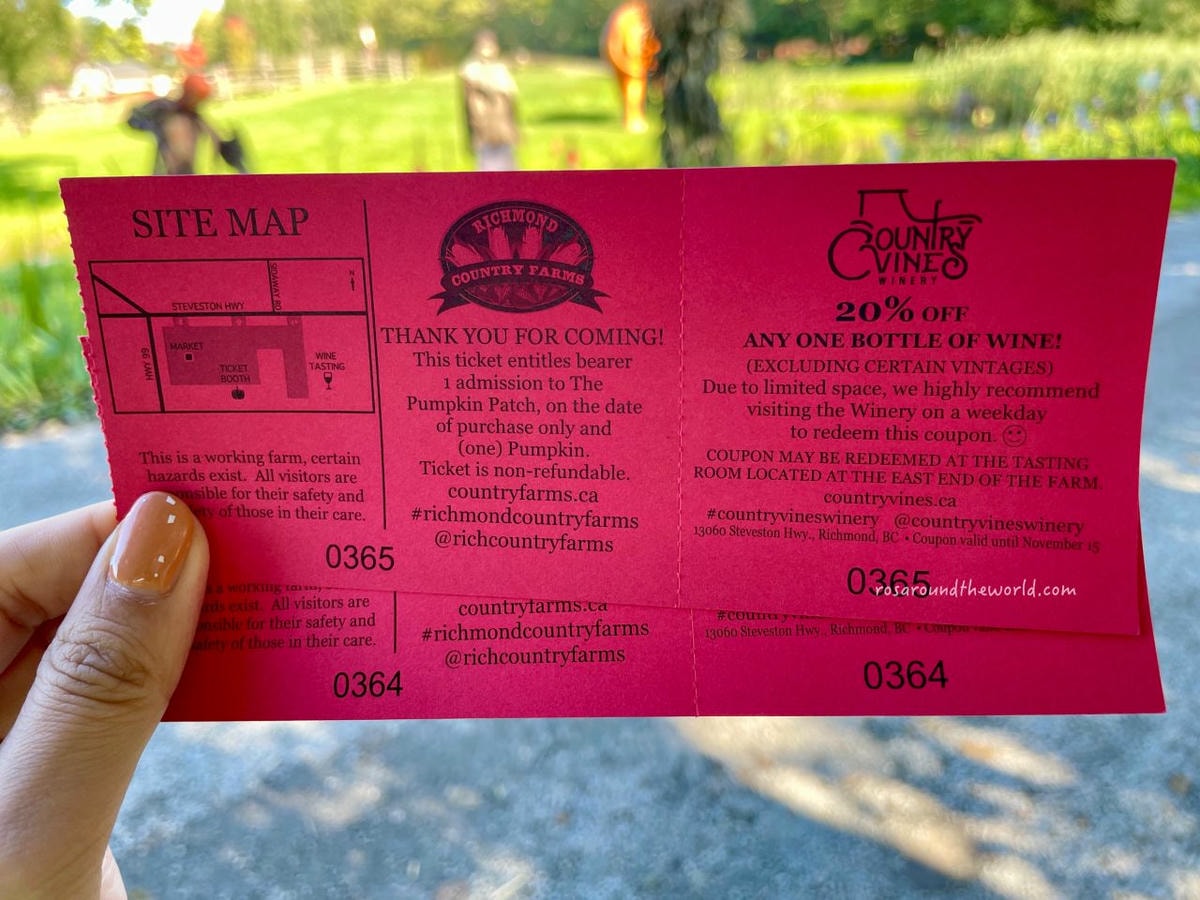 SITE MAP
SIDAWAY RD
N
STEVESTON HWY
HWY 99
MARKET
TICKET
BOOTH
WINE
TASTING
This is a working farm, certain
hazards exist. All visitors are
responsible for their safety and
safety of those in their care.
0365
RICHMOND
COUNTRY FARMS
THANK YOU FOR COMING!
This ticket entitles bearer
1 admission to The
Pumpkin Patch, on the date
of purchase only and
(one) Pumpkin.
Ticket is non-refundable.
countryfarms.ca
#richmondcountryfarms
@richcountryfarms
COUNTRY
VINES
WINERY
20% OFF
ANY ONE BOTTLE OF WINE!
(EXCLUDING CERTAIN VINTAGES)
Due to limited space, we highly recommend
visiting the Winery on a weekday
to redeem this coupon.
COUPON MAY BE REDEEMED AT THE TASTING
ROOM LOCATED AT THE EAST END OF THE FARM.
countryvines.ca
#countryvineswinery @countryvineswinery
13060 Steveston Hwy., Richmond, BC • Coupon valid until November 15
0365
rosaroundtheworld.com
a working farm,
exist. All visitors are
for their safety and
of those in their care.
0364
countryfarms.ca
#richmondcountryfarms
@richcountryfarms
13060 Steveston Hwy., Richmond, BC • Coupon
0364